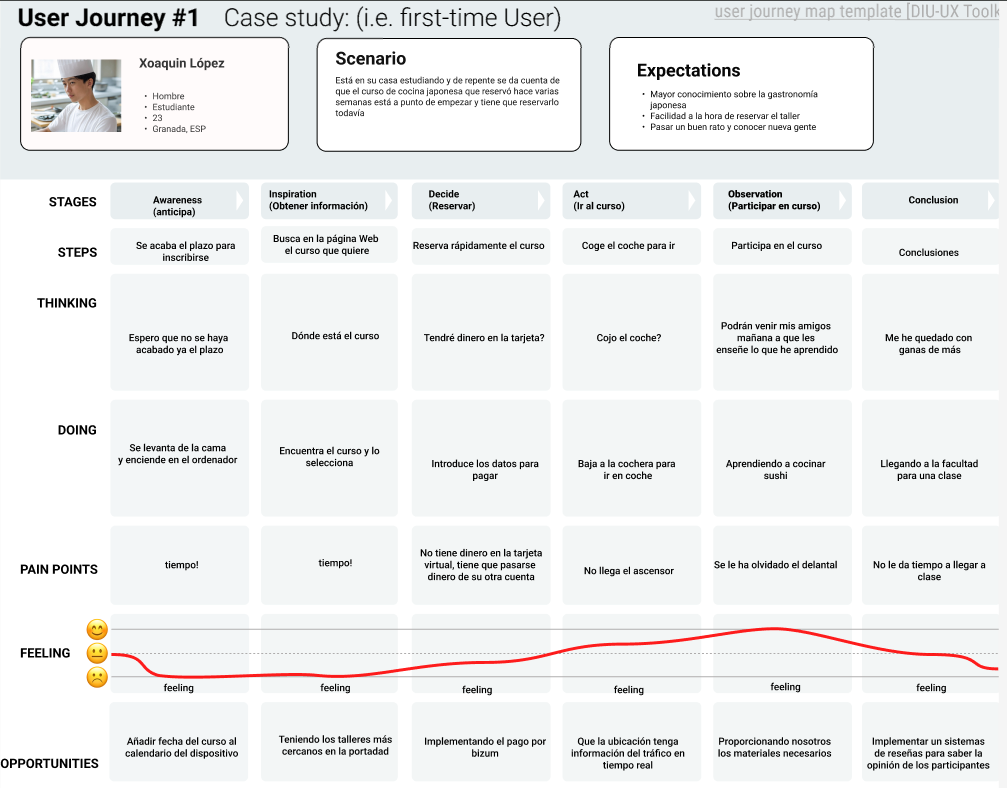 User Journey #1 Case study: (i.e. first-time User)
user journey map template [DIU-UX Toolk
Xoaquin López
• Hombre
• Estudiante
• 23
• Granada, ESP
Scenario
Está en su casa estudiando y de repente se da cuenta de
que el curso de cocina japonesa que reservó hace varias
semanas está a punto de empezar y tiene que reservarlo
todavía
Expectations
• Mayor conocimiento sobre la gastronomía
japonesa
• Facilidad a la hora de reservar el taller
• Pasar un buen rato y conocer nueva gente
STAGES
Awareness
(anticipa)
Inspiration
(Obtener información)
Decide
(Reservar)
Act
(Ir al curso)
Observation
(Participar en curso)
Conclusion
STEPS
Se acaba el plazo para
inscribirse
Busca en la página Web
el curso que quiere
Reserva rápidamente el curso
Coge el coche para ir
Participa en el curso
Conclusiones
THINKING
Espero que no se haya
acabado ya el plazo
Dónde está el curso
Tendré dinero en la tarjeta?
Cojo el coche?
Podrán venir mis amigos
mañana a que les
enseñe lo que he aprendido
Me he quedado con
ganas de más
DOING
Se levanta de la cama
y enciende en el ordenador
Encuentra el curso y lo
selecciona
Introduce los datos para
pagar
Baja a la cochera para
ir en coche
Aprendiendo a cocinar
sushi
Llegando a la facultad
para una clase
PAIN POINTS
tiempo!
tiempo!
No tiene dinero en la tarjeta
virtual, tiene que pasarse
dinero de su otra cuenta
No llega el ascensor
Se le ha olvidado el delantal
No le da tiempo a llegar a
clase
FEELING
feeling
feeling
feeling
feeling
feeling
feeling
OPPORTUNITIES
Añadir fecha del curso al
calendario del dispositivo
Teniendo los talleres más
cercanos en la portadad
Implementando el pago por
bizum
Que la ubicación tenga
información del tráfico en
tiempo real
Proporcionando nosotros
los materiales necesarios
Implementar un sistemas
de reseñas para saber la
opinión de los participantes